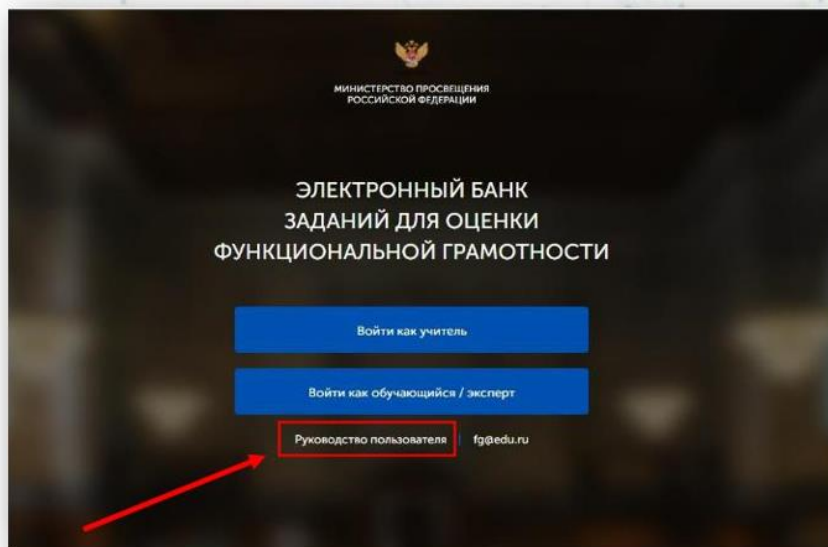 МИНИСТЕРСТВО ПРОСВЕЩЕНИЯ
РОССИЙСКОЙ ФЕДЕРАЦИИ
ЭЛЕКТРОННЫЙ БАНК
ЗАДАНИЙ ДЛЯ ОЦЕНКИ
ФУНКЦИОНАЛЬНОЙ ГРАМОТНОСТИ
Войти как учитель
Войти как обучающийся / эксперт
Руководство пользователя | fg@edu.ru